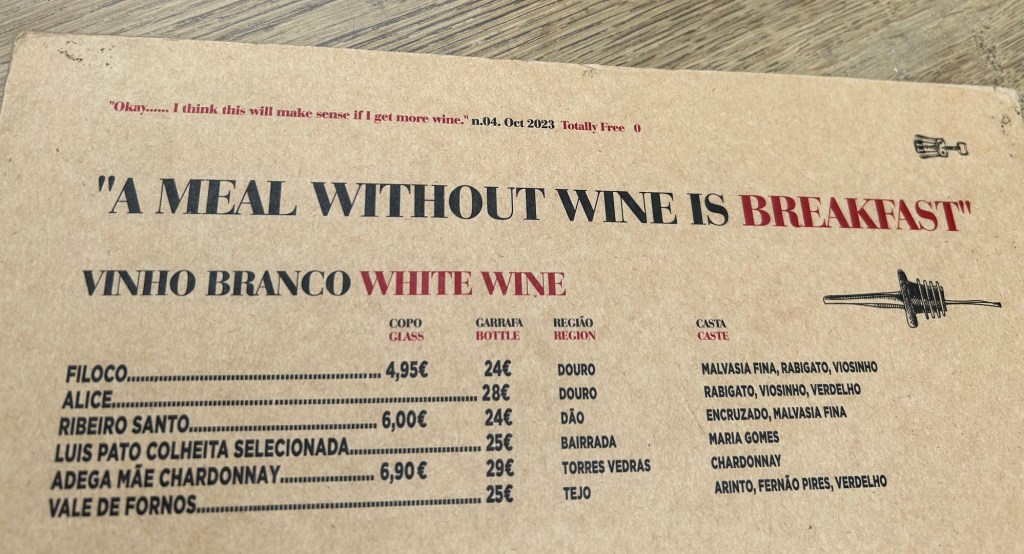 "Okay...... I think this will make sense if I get more wine." n.04. Oct 2023 Totally Free 0
"A MEAL WITHOUT WINE IS BREAKFAST"
VINHO BRANCO WHITE WINE
COPO GARRAFA REGIÃO CASTA
GLASS BOTTLE REGION CASTE
FILOCO........................................................ 4,95€ 24€ DOURO MALVASIA FINA, RABIGATO, VIOSINHO
ALICE................................................................................ 28€ DOURO RABIGATO, VIOSINHO, VERDELHO
RIBEIRO SANTO......................................... 6,00€ 24€ DÃO ENCRUZADO, MALVASIA FINA
LUIS PATO COLHEITA SELECIONADA............................. 25€ BAIRRADA MARIA GOMES
ADEGA MÃE CHARDONNAY.................... 6,90€ 29€ TORRES VEDRAS CHARDONNAY
VALE DE FORNOS.............................................................. 25€ TEJO ARINTO, FERNÃO PIRES, VERDELHO